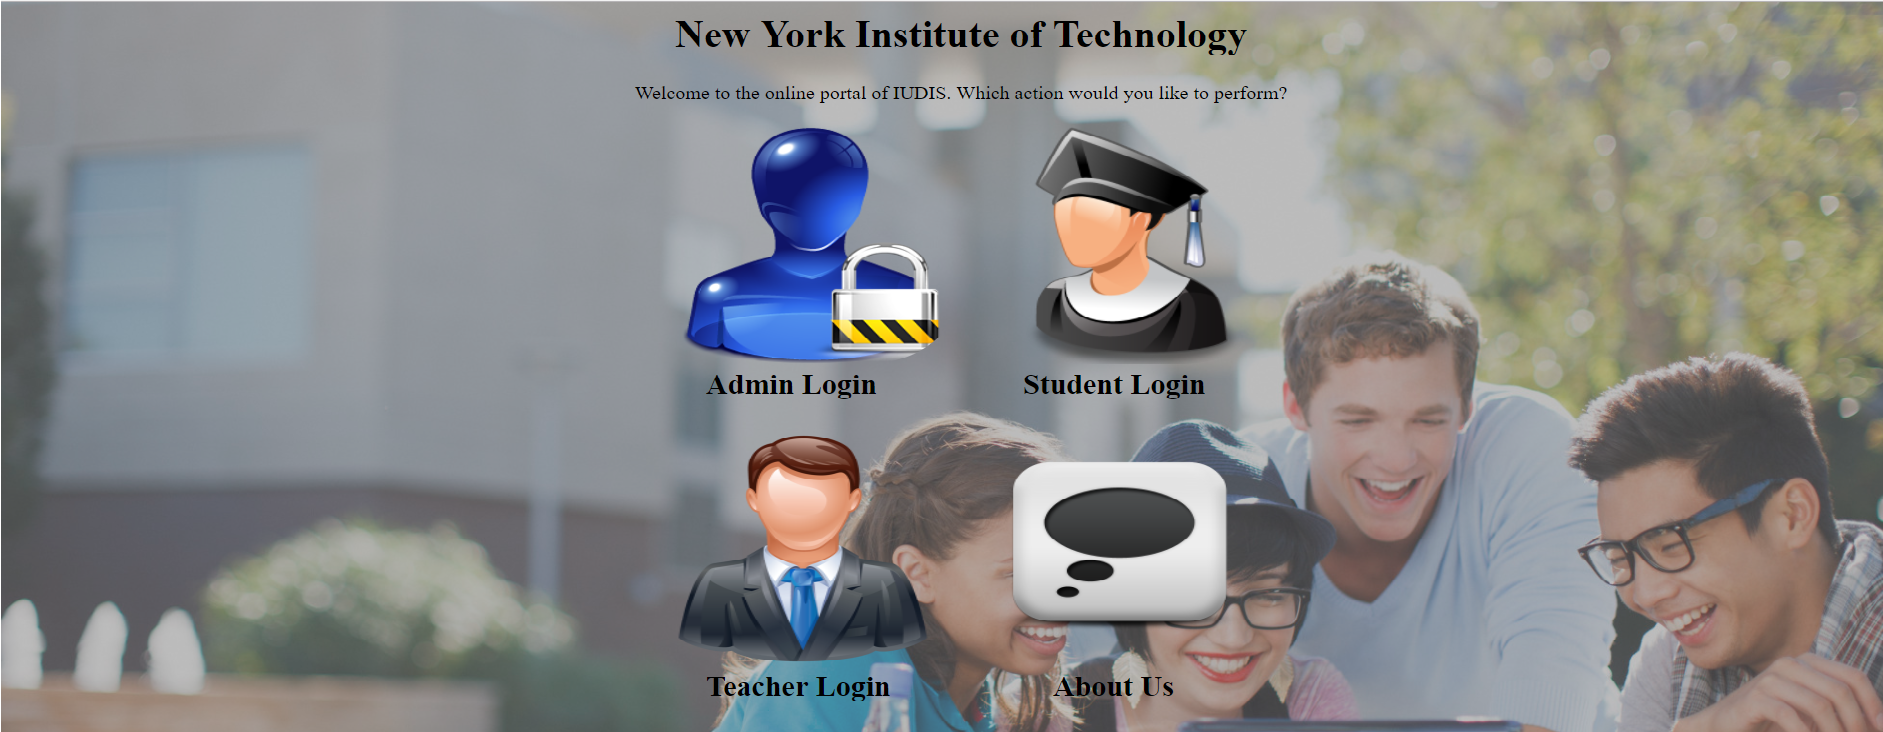 New York Institute of Technology
Welcome to the online portal of IUDIS. Which action would you like to perform?
Admin Login
Student Login
Teacher Login
About Us